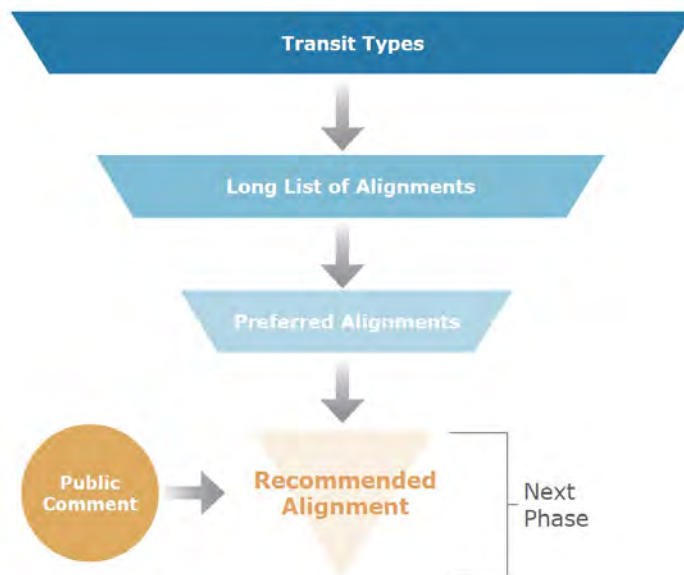 Transit Types
Long List of Alignments
Preferred Alignments
Public
Comment
Recommended
Alignment
Next
Phase